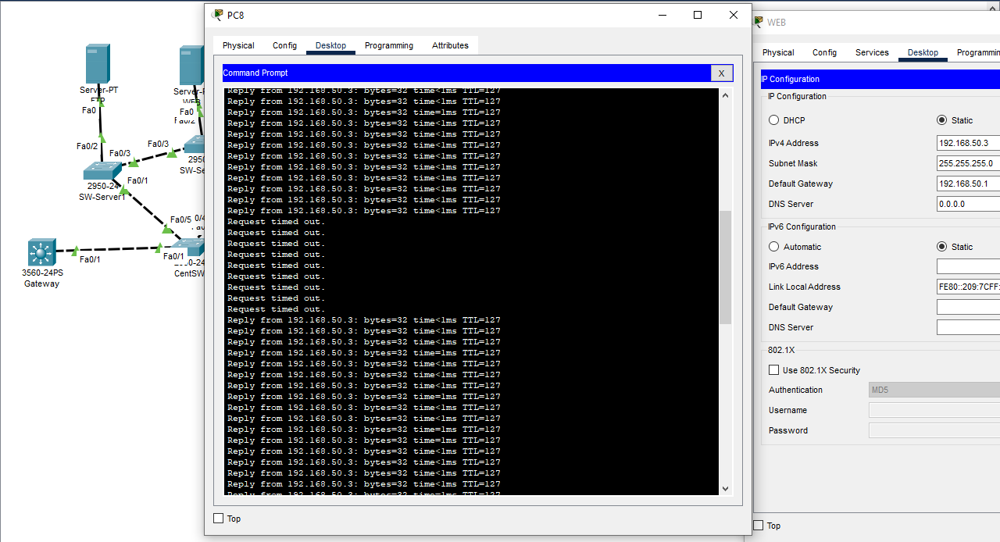 PC8
Physical Config Desktop Programming Attributes
Command Prompt
X
Reply from 192.168.50.3: bytes=32 time<1ms TTL=127
Reply from 192.168.50.3: bytes=32 time<1ms TTL=127
Reply from 192.168.50.3: bytes=32 time=1ms TTL=127
Reply from 192.168.50.3: bytes=32 time<1ms TTL=127
Reply from 192.168.50.3: bytes=32 time<1ms TTL=127
Reply from 192.168.50.3: bytes=32 time<1ms TTL=127
Reply from 192.168.50.3: bytes=32 time<1ms TTL=127
Reply from 192.168.50.3: bytes=32 time<1ms TTL=127
Reply from 192.168.50.3: bytes=32 time<1ms TTL=127
Reply from 192.168.50.3: bytes=32 time<1ms TTL=127
Reply from 192.168.50.3: bytes=32 time<1ms TTL=127
Reply from 192.168.50.3: bytes=32 time<1ms TTL=127
Request timed out.
Request timed out.
Request timed out.
Request timed out.
Request timed out.
Request timed out.
Request timed out.
Request timed out.
Request timed out.
Reply from 192.168.50.3: bytes=32 time<1ms TTL=127
Reply from 192.168.50.3: bytes=32 time<1ms TTL=127
Reply from 192.168.50.3: bytes=32 time<1ms TTL=127
Reply from 192.168.50.3: bytes=32 time=1ms TTL=127
Reply from 192.168.50.3: bytes=32 time<1ms TTL=127
Reply from 192.168.50.3: bytes=32 time<1ms TTL=127
Reply from 192.168.50.3: bytes=32 time<1ms TTL=127
Reply from 192.168.50.3: bytes=32 time=1ms TTL=127
Reply from 192.168.50.3: bytes=32 time<1ms TTL=127
Reply from 192.168.50.3: bytes=32 time<1ms TTL=127
Reply from 192.168.50.3: bytes=32 time=1ms TTL=127
Reply from 192.168.50.3: bytes=32 time=1ms TTL=127
Reply from 192.168.50.3: bytes=32 time<1ms TTL=127
Reply from 192.168.50.3: bytes=32 time<1ms TTL=127
Reply from 192.168.50.3: bytes=32 time<1ms TTL=127
Reply from 192.168.50.3: bytes=32 time=1ms TTL=127
Reply from 192.168.50.3: bytes=32 time=1ms TTL=127
Top
Server-PT
FTP
Fa0
Server-P
WEB
Fa0
Fa0/2
Fa0/2
Fa0/3
Fa0/3
2950
SW-Se
2950-24
SW-Server1
Fa0/1
Fa0/5
0/4
Fa0/1
Fa0/1
3560-24PS
Gateway
CentSW
WEB
Physical Config Services Desktop Programmin
IP Configuration
IP Configuration
DHCP Static
IPv4 Address 192.168.50.3
Subnet Mask 255.255.255.0
Default Gateway 192.168.50.1
DNS Server 0.0.0.0
IPv6 Configuration
Automatic Static
IPv6 Address
Link Local Address FE80::209:7CFF:
Default Gateway
DNS Server
802.1X
Use 802.1X Security
Authentication MD5
Username
Password
Top